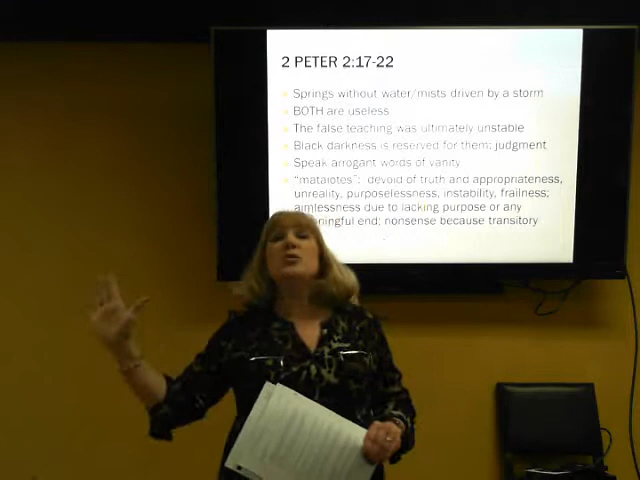 2 PETER 2:17-22
Springs without water/mists driven by a storm
BOTH are useless
The false teaching was ultimately unstable
Black darkness is reserved for them; judgment
Speak arrogant words of vanity
"mataiotes": devoid of truth and appropriateness,
unreality, purposelessness, instability, frailness;
aimlessness due to lacking purpose or any
ningful end; nonsense because transitory